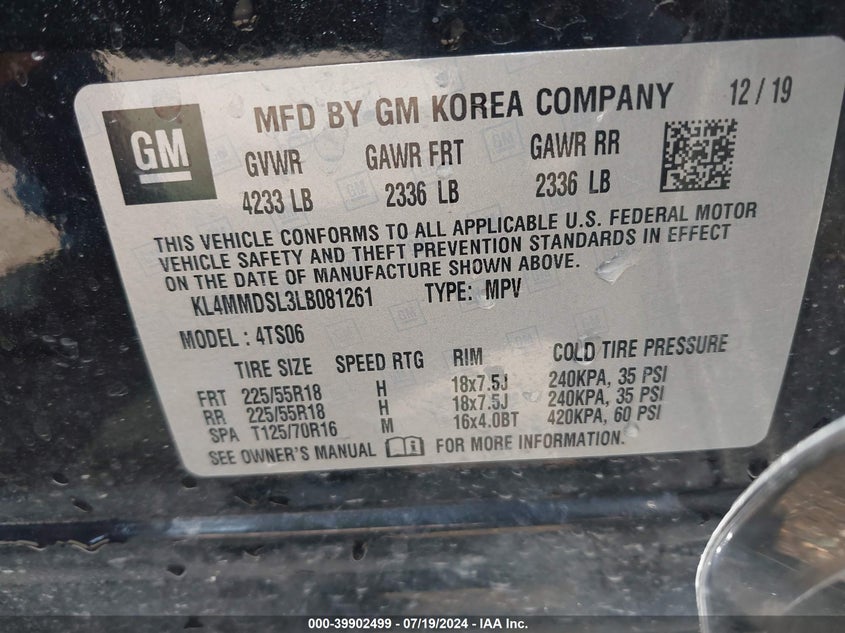 GM
MFD BY GM KOREA COMPANY 12 / 19
GVWR GAWR FRT GAWR RR
4233 LB 2336 LB 2336 LB
THIS VEHICLE CONFORMS TO ALL APPLICABLE U.S. FEDERAL MOTOR
VEHICLE SAFETY AND THEFT PREVENTION STANDARDS IN EFFECT
ON THE DATE OF MANUFACTURE SHOWN ABOVE.
KL4MMDSL3LB081261 TYPE: MPV
MODEL : 4TS06
TIRE SIZE SPEED RTG RIM COLD TIRE PRESSURE
FRT 225/55R18 H 18x7.5J 240KPA, 35 PSI
RR 225/55R18 H 18x7.5J 240KPA, 35 PSI
SPA T125/70R16 M 16x4.0BT 420KPA, 60 PSI
SEE OWNER'S MANUAL FOR MORE INFORMATION.
000-39902499 - 07/19/2024 - IAA Inc.